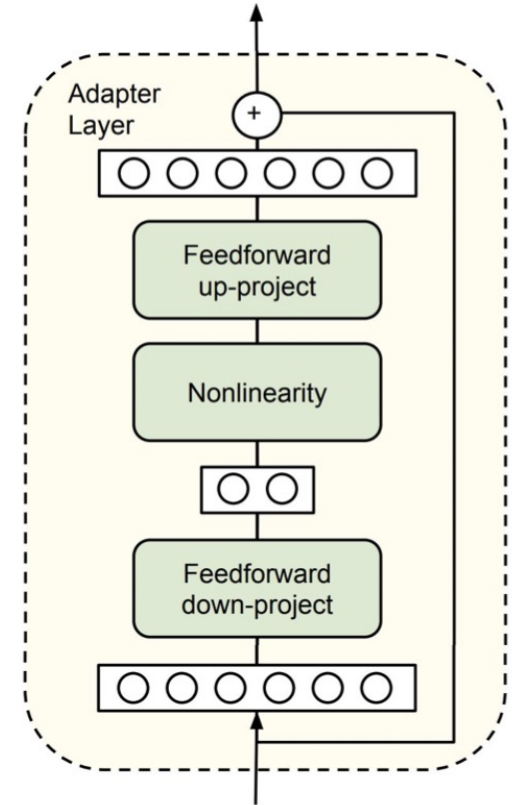 Adapter
Layer
+
Feedforward
up-project
Nonlinearity
Feedforward
down-project